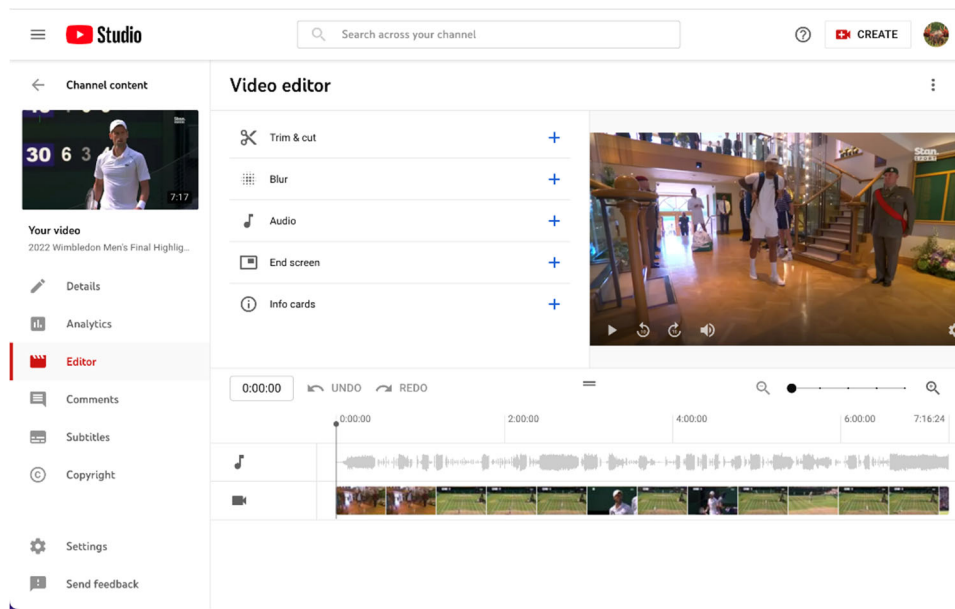 Studio
Search across your channel
CREATE
Channel content
Video editor
30 6 3
Stan.
7:17
Your video
2022 Wimbledon Men's Final Highlig...
Details
Analytics
Editor
Comments
Subtitles
Copyright
Settings
Send feedback
Trim & cut
Blur
Audio
End screen
Info cards
Stan.
SPORT
0:00:00
UNDO
REDO
0:00:00
2:00:00
4:00:00
6:00:00
7:16:24